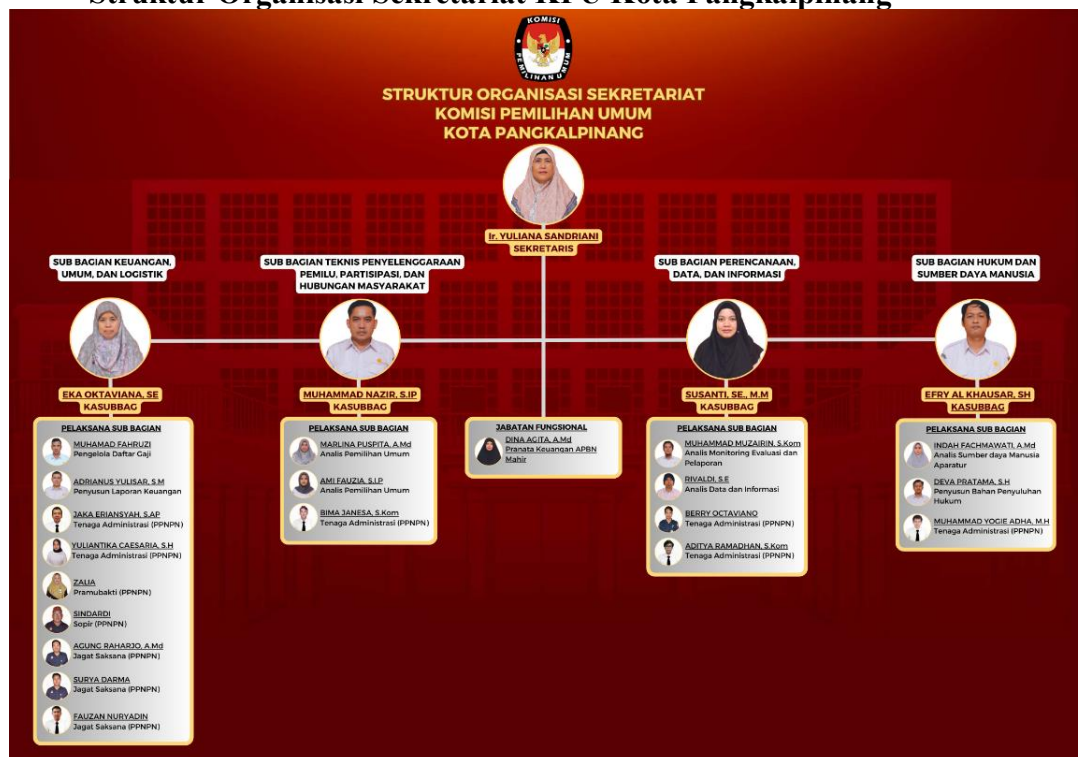 Struktur Organisasi Sekretariat KPU Kota Pangkalpinang
KOMISI
PEMILIHAN UMUM
STRUKTUR ORGANISASI SEKRETARIAT
KOMISI PEMILIHAN UMUM
KOTA PANGKALPINANG
Ir. YULIANA SANDRIANI
SEKRETARIS
SUB BAGIAN KEUANGAN,
UMUM, DAN LOGISTIK
EKA OKTAVIANA, SE
KASUBBAG
PELAKSANA SUB BAGIAN
MUHAMAD FAHRUZI
Pengelola Daftar Gaji
ADRIANUS YULISAR, S.M
Penyusun Laporan Keuangan
JAKA ERIANSYAH, S.AP
Tenaga Administrasi (PPNPN)
YULIANTIKA CAESARIA, S.H
Tenaga Administrasi (PPNPN)
ZALIA
Pramubakti (PPNPN)
SINDARDI
Sopir (PPNPN)
AGUNG RAHARJO, A.Md
Jagat Saksana (PPNPN)
SURYA DARMA
Jagat Saksana (PPNPN)
FAUZAN NURYADIN
Jagat Saksana (PPNPN)
SUB BAGIAN TEKNIS PENYELENGGARAAN
PEMILU, PARTISIPASI, DAN
HUBUNGAN MASYARAKAT
MUHAMMAD NAZIR, S.IP
KASUBBAG
PELAKSANA SUB BAGIAN
MARLINA PUSPITA, A.Md
Analis Pemilihan Umum
AMI FAUZIA, S.I.P
Analis Pemilihan Umum
BIMA JANESA, S.Kom
Tenaga Administrasi (PPNPN)
JABATAN FUNGSIONAL
DINA AGITA, A.Md
Pranata Keuangan APBN
Mahir
SUB BAGIAN PERENCANAAN,
DATA, DAN INFORMASI
SUSANTI, SE., M.M
KASUBBAG
PELAKSANA SUB BAGIAN
MUHAMMAD MUZAIRIN, S.Kom
Analis Monitoring Evaluasi dan
Pelaporan
RIVALDI, S.E
Analis Data dan Informasi
BERRY OCTAVIANO
Tenaga Administrasi (PPNPN)
ADITYA RAMADHAN, S.Kom
Tenaga Administrasi (PPNPN)
SUB BAGIAN HUKUM DAN
SUMBER DAYA MANUSIA
EFRY AL KHAUSAR, SH
KASUBBAG
PELAKSANA SUB BAGIAN
INDAH FACHMAWATI, A.Md
Analis Sumber daya Manusia
Aparatur
DEVA PRATAMA, S.H
Penyusun Bahan Penyuluhan
Hukum
MUHAMMAD YOGIE ADHA, M.H
Tenaga Administrasi (PPNPN)